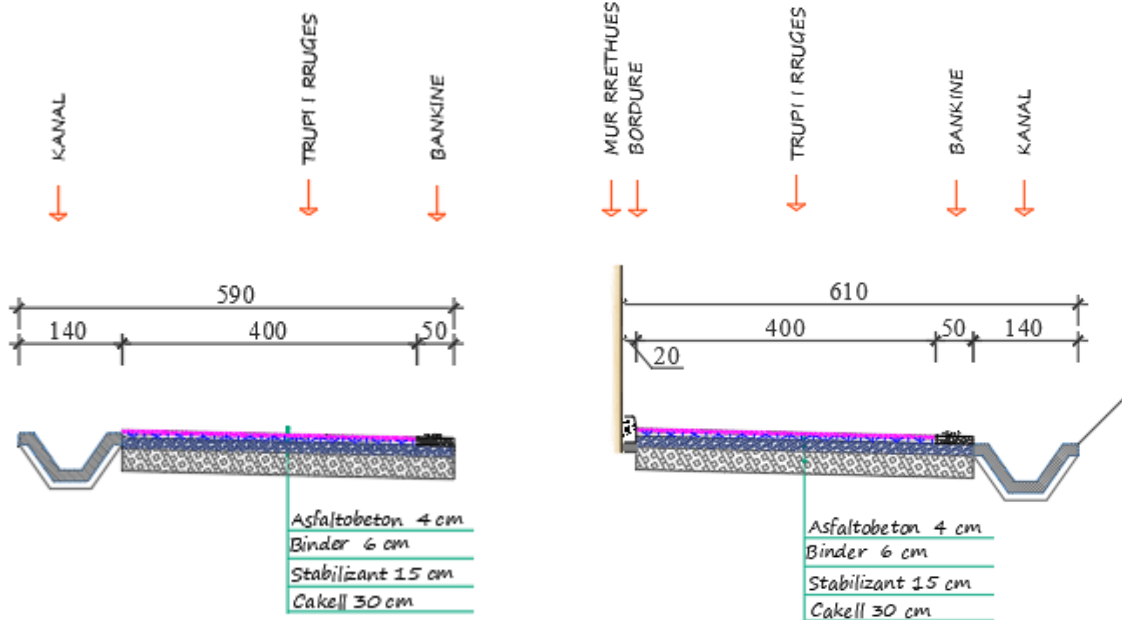 KANAL
TRUPI I RRUGES
BANKINE
590
140
400
50
Asfaltobeton 4 cm
Binder 6 cm
Stabilizant 15 cm
Cakell 30 cm
MUR RRETHUES
BORDURE
TRUPI I RRUGES
BANKINE
KANAL
610
400
50
140
20
Asfaltobeton 4 cm
Binder 6 cm
Stabilizant 15 cm
Cakell 30 cm